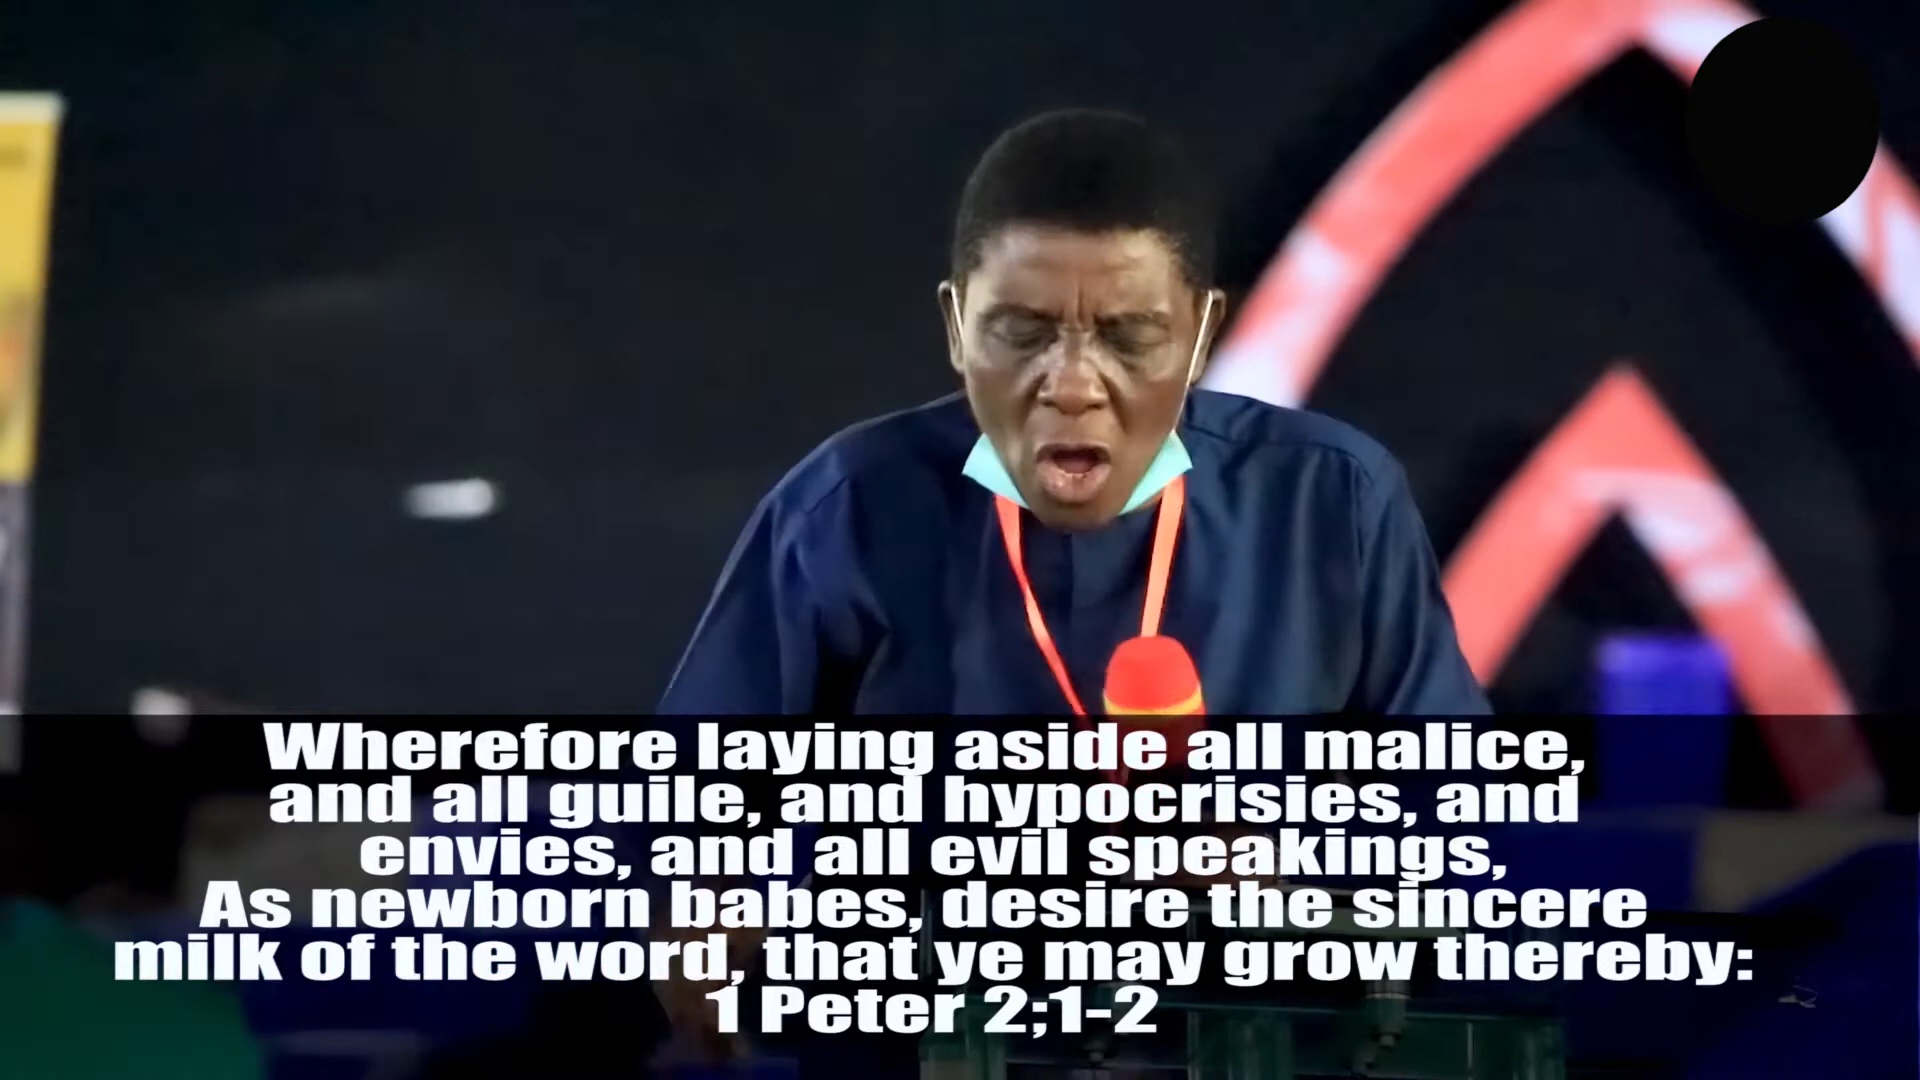 Wherefore laying aside all malice,
and all guile, and hypocrisies, and
envies, and all evil speakings,
As newborn babes, desire the sincere
milk of the word, that ye may grow thereby:
1 Peter 2;1-2